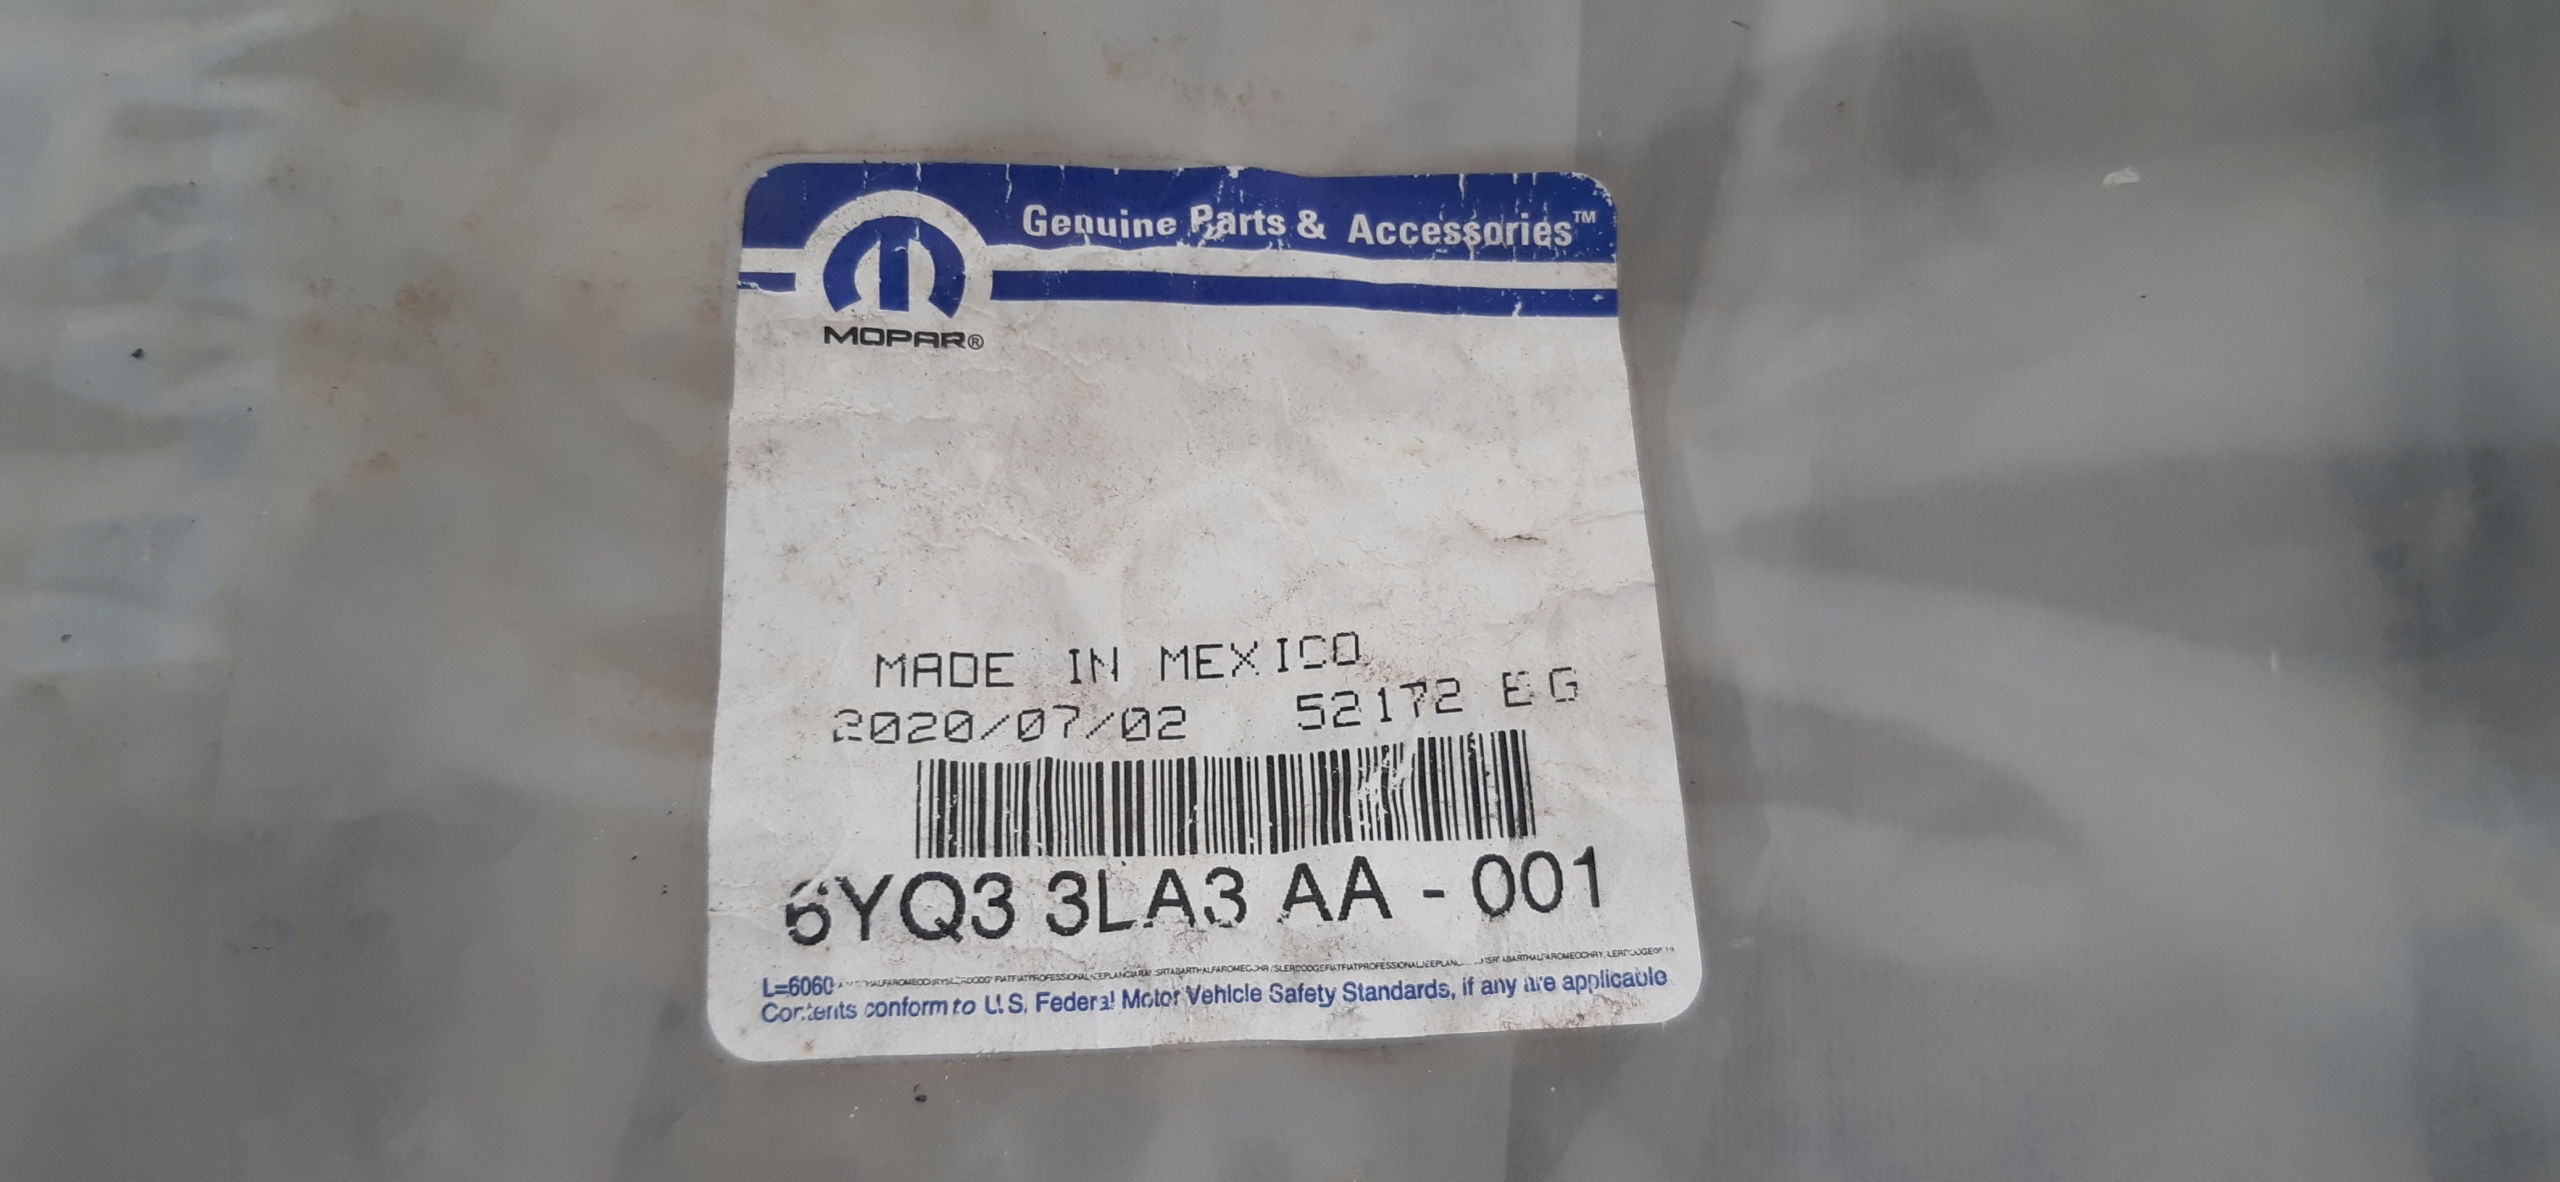 Genuine Parts & Accessories™
MOPAR®
MADE IN MEXICO
2020/07/02 52172 EG
6YQ3 3LA3 AA - 001
L=6060
Contents conform to U.S. Federal Motor Vehicle Safety Standards, if any are applicable